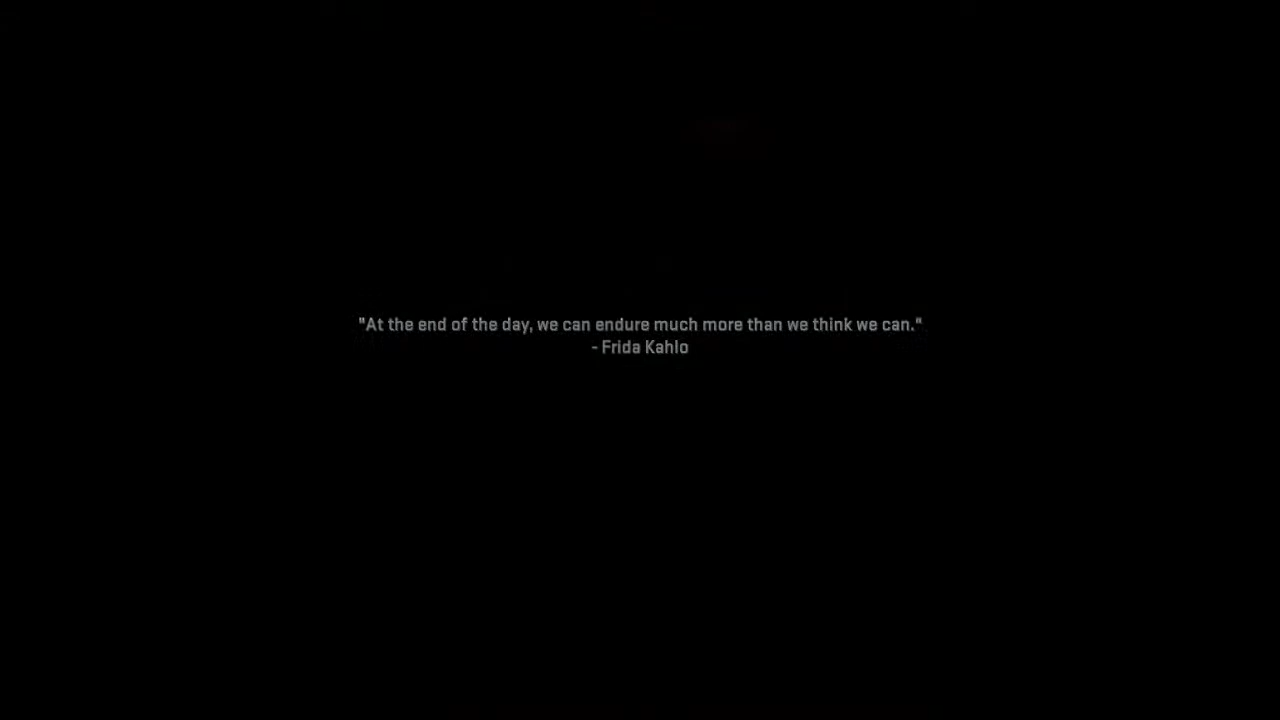 "At the end of the day, we can endure much more than we think we can."
- Frida Kahlo